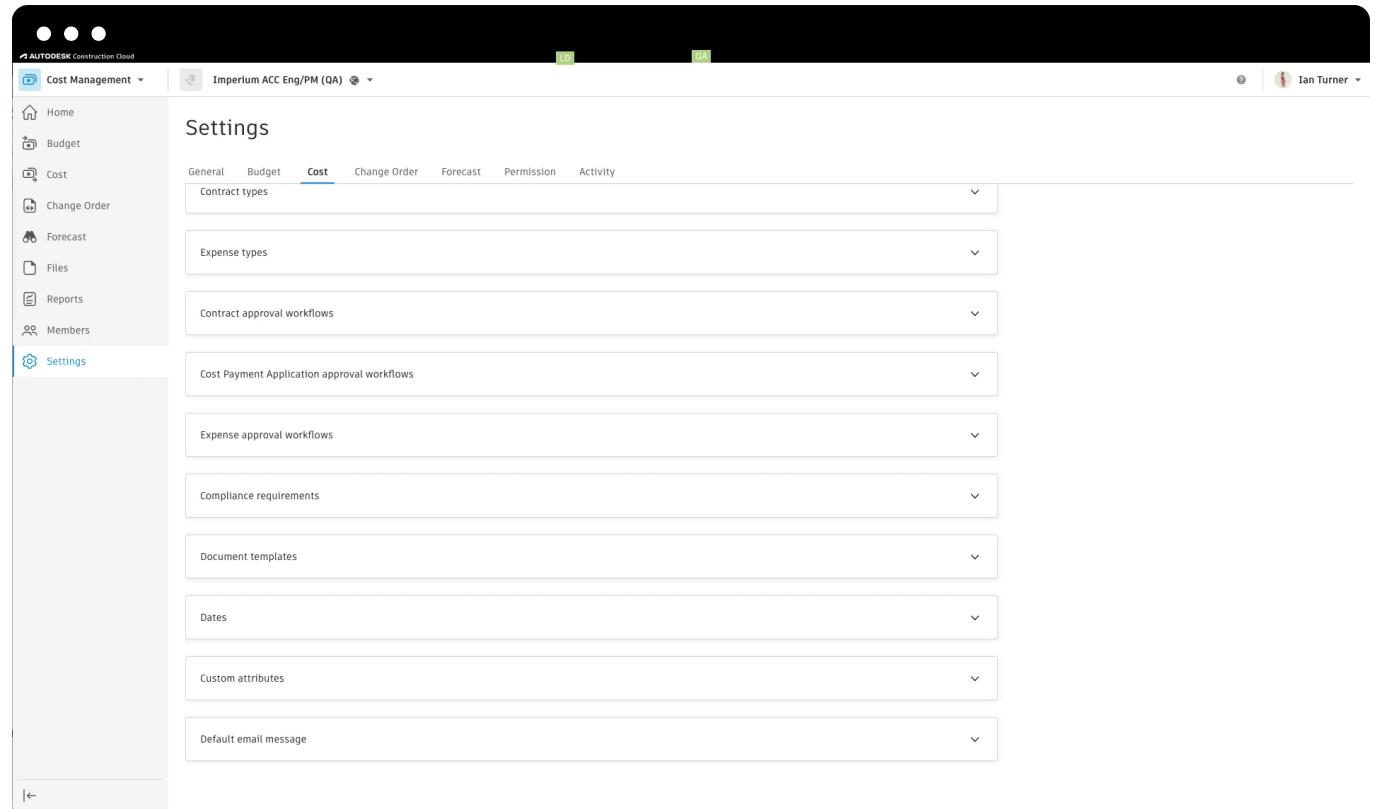 AUTODESK Construction Cloud
LD
QA
Cost Management
Imperium ACC Eng/PM (QA)
Ian Turner
Home
Budget
Cost
Change Order
Forecast
Files
Reports
Members
Settings
Settings
General Budget Cost Change Order Forecast Permission Activity
Contract types
Expense types
Contract approval workflows
Cost Payment Application approval workflows
Expense approval workflows
Compliance requirements
Document templates
Dates
Custom attributes
Default email message